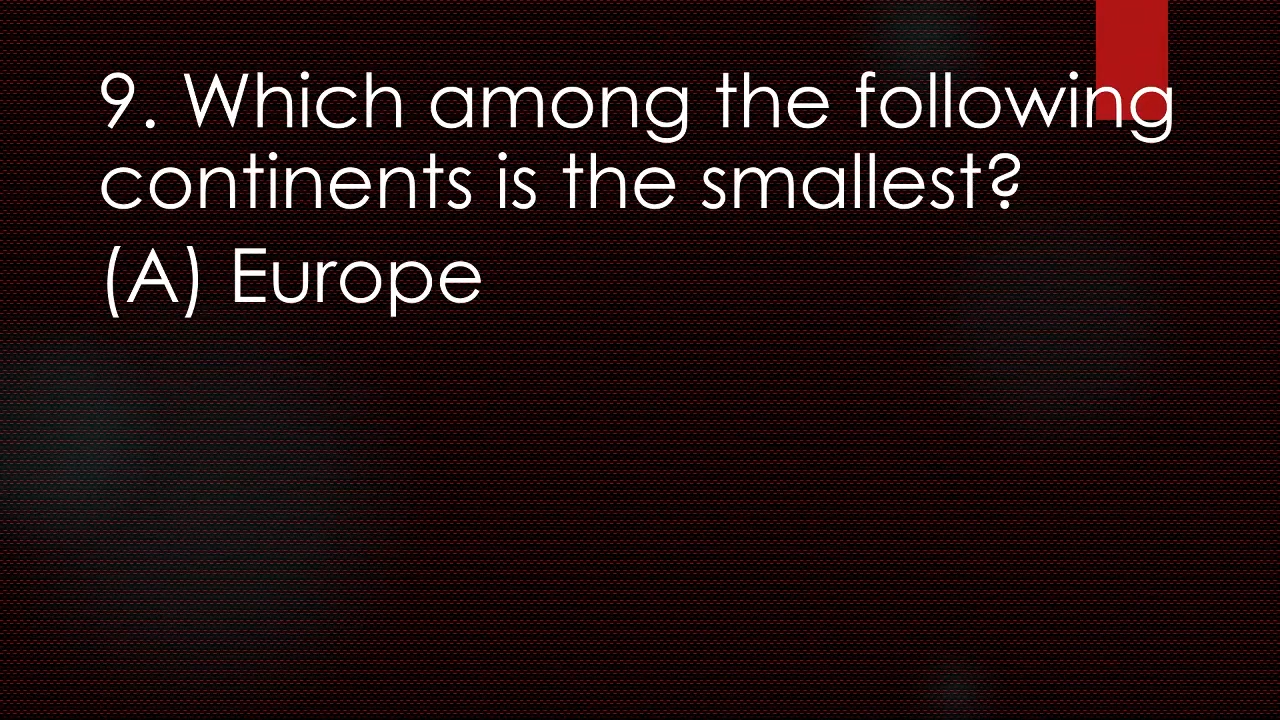 9. Which among the following
continents is the smallest?
(A) Europe